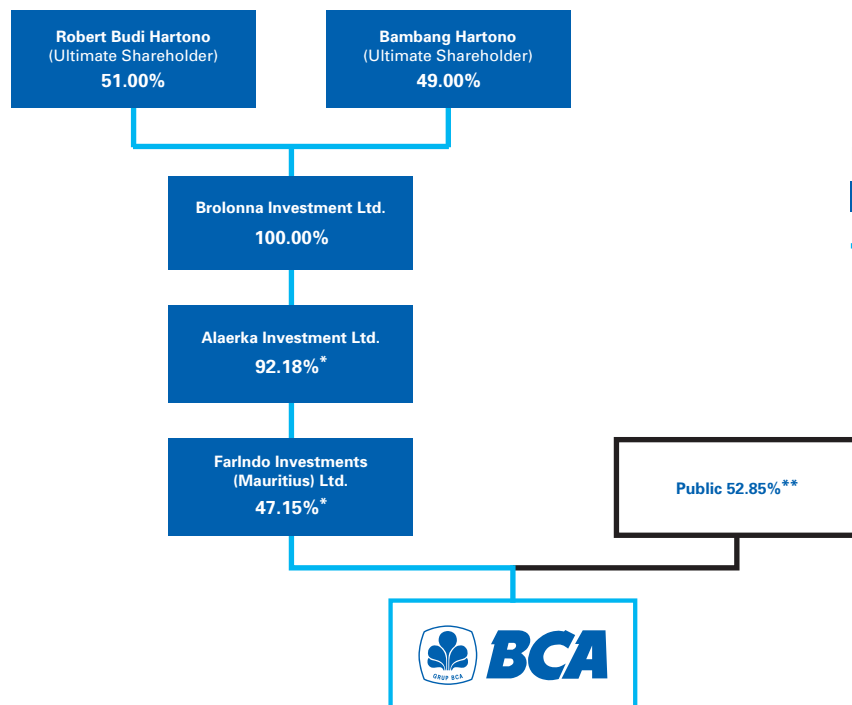 Robert Budi Hartono
(Ultimate Shareholder)
51.00%
Bambang Hartono
(Ultimate Shareholder)
49.00%
Brolonna Investment Ltd.
100.00%
Alaerka Investment Ltd.
92.18%*
FarIndo Investments
(Mauritius) Ltd.
47.15%*
Public 52.85%**
GRUP BCA
BCA